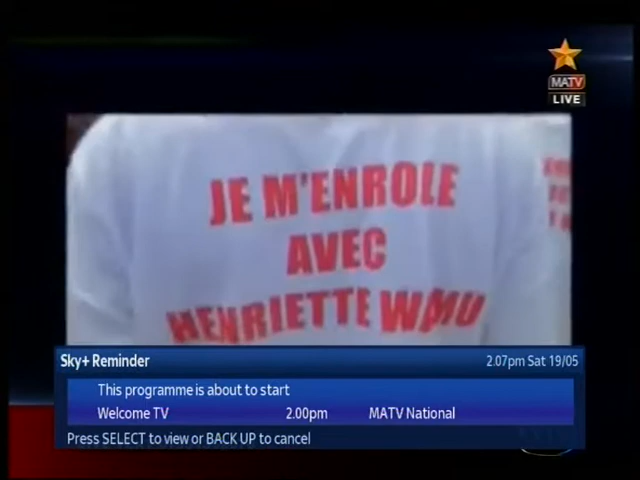 MATV
LIVE
JE M'ENROLE
AVEC
HENRIETTE
Sky+ Reminder 2.07pm Sat 19/05
This programme is about to start
Welcome TV 2.00pm MATV National
Press SELECT to view or BACK UP to cancel